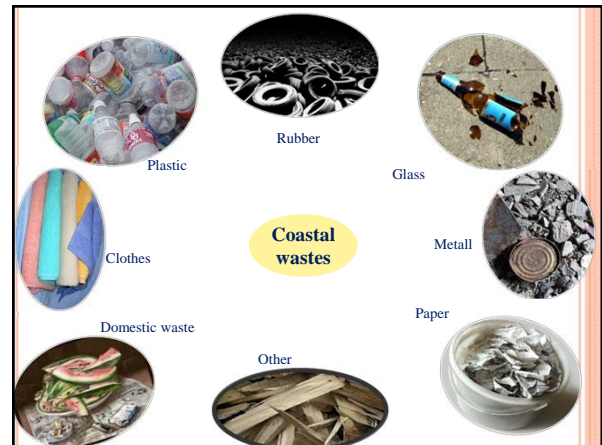 Rubber
Plastic
Glass
Coastal
wastes
Metall
Clothes
Paper
Domestic waste
Other